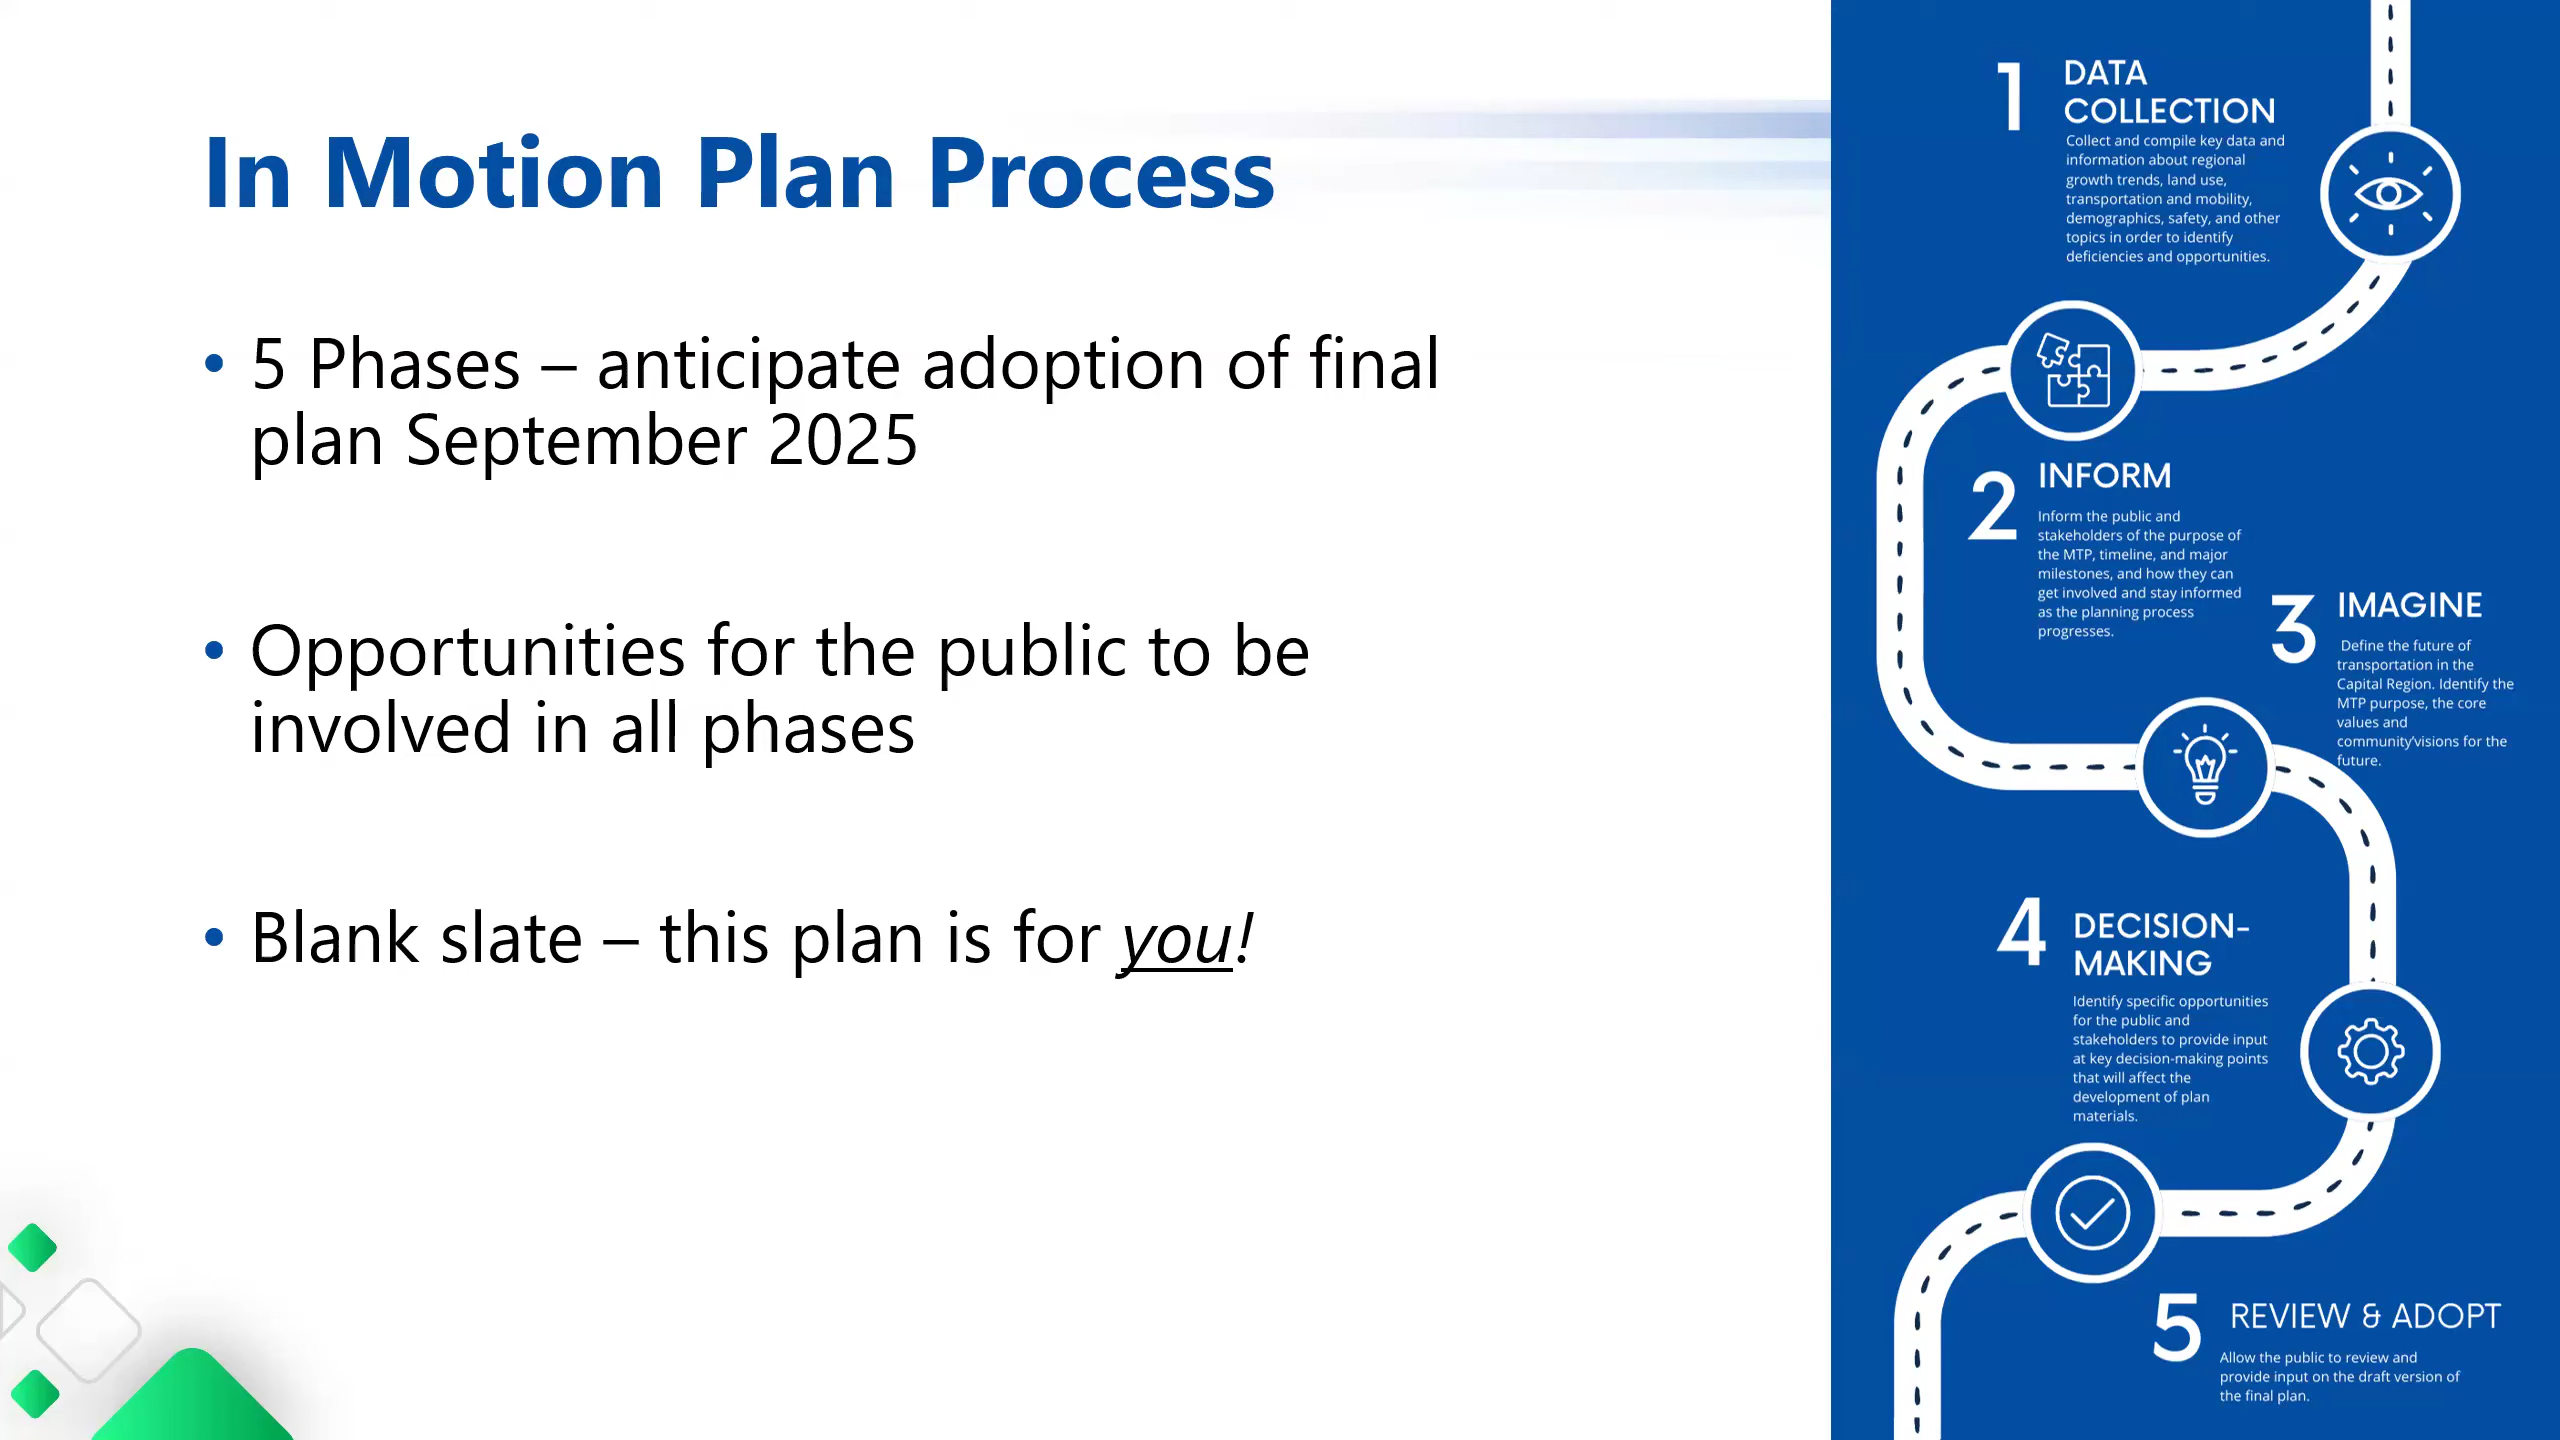 In Motion Plan Process
• 5 Phases – anticipate adoption of final
plan September 2025
• Opportunities for the public to be
involved in all phases
• Blank slate – this plan is for you!
1
DATA
COLLECTION
Collect and compile key data and
information about regional
growth trends, land use,
transportation and mobility,
demographics, safety, and other
topics in order to identify
deficiencies and opportunities.
2
INFORM
Inform the public and
stakeholders of the purpose of
the MTP, timeline, and major
milestones, and how they can
get involved and stay informed
as the planning process
progresses.
3
IMAGINE
Define the future of
transportation in the
Capital Region. Identify the
MTP purpose, the core
values and
community'visions for the
future.
4
DECISION-
MAKING
Identify specific opportunities
for the public and
stakeholders to provide input
at key decision-making points
that will affect the
development of plan
materials.
5
REVIEW & ADOPT
Allow the public to review and
provide input on the draft version of
the final plan.